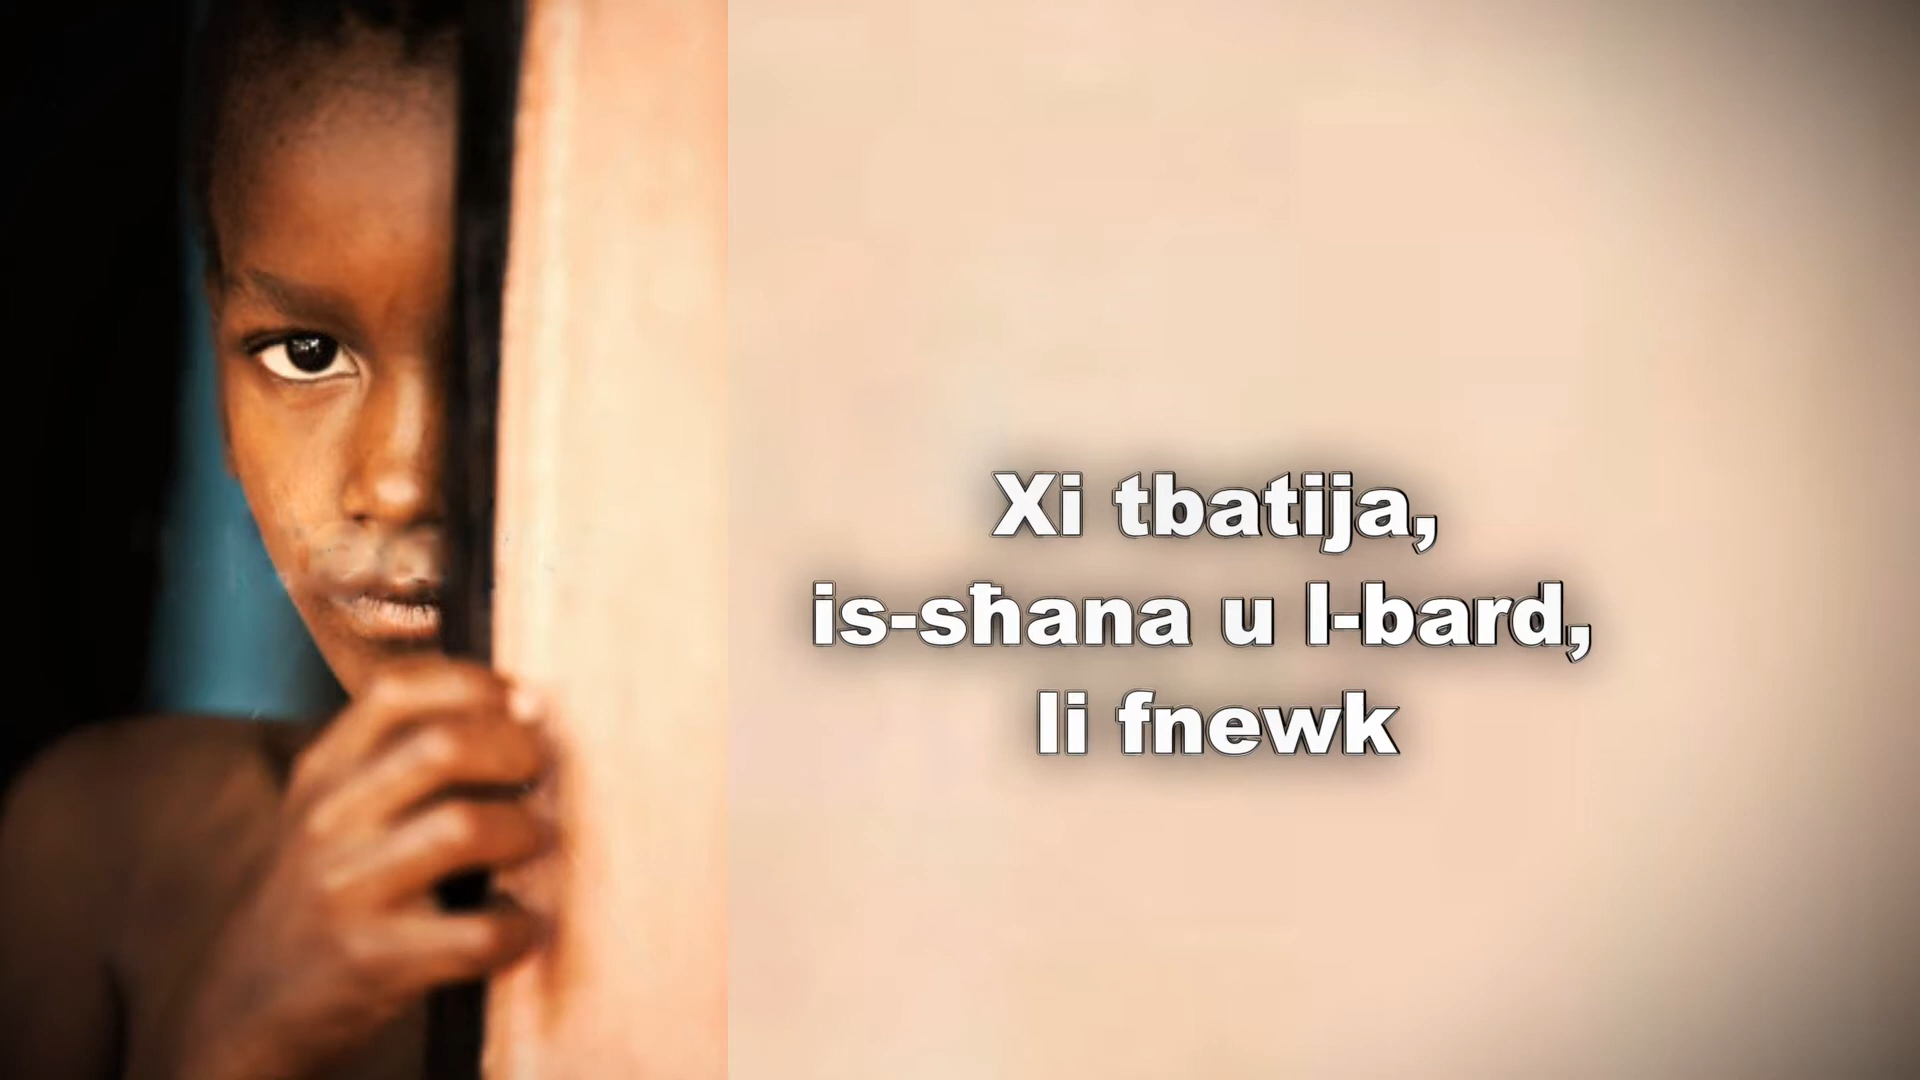 Xi tbatija,
is-sħana u l-bard,
li fnewk